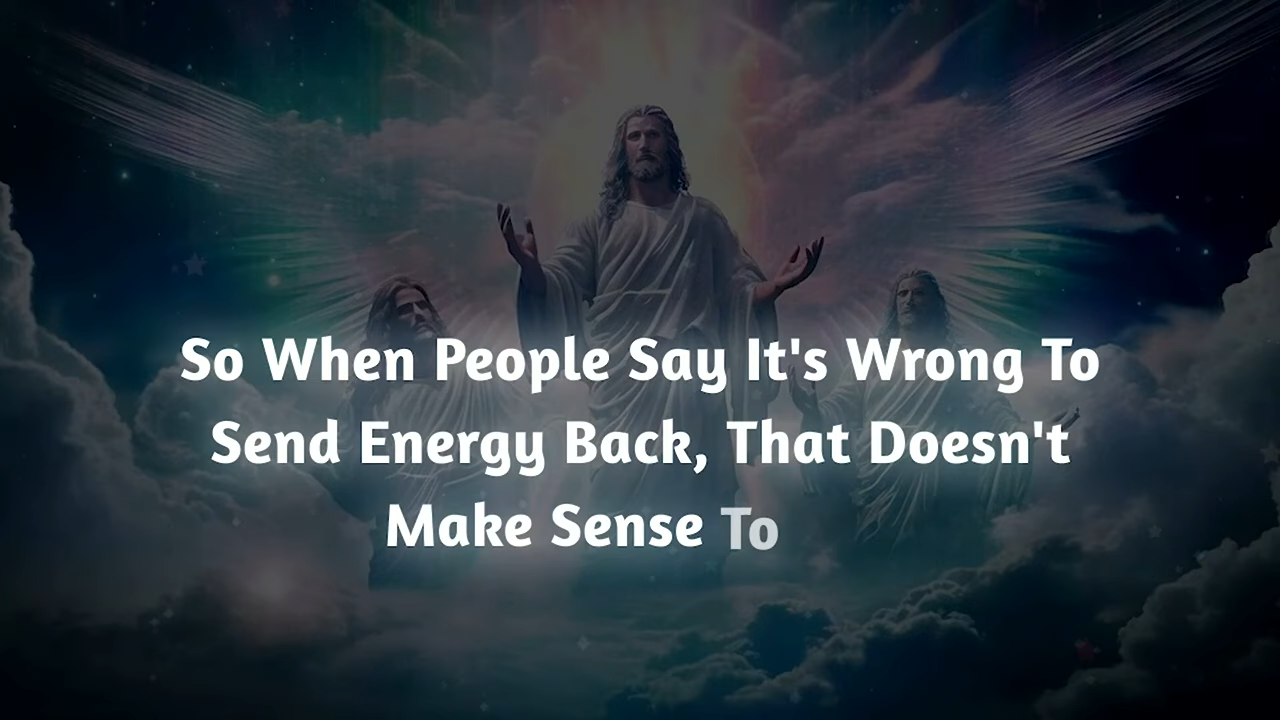 So When People Say It's Wrong To
Send Energy Back, That Doesn't
Make Sense To